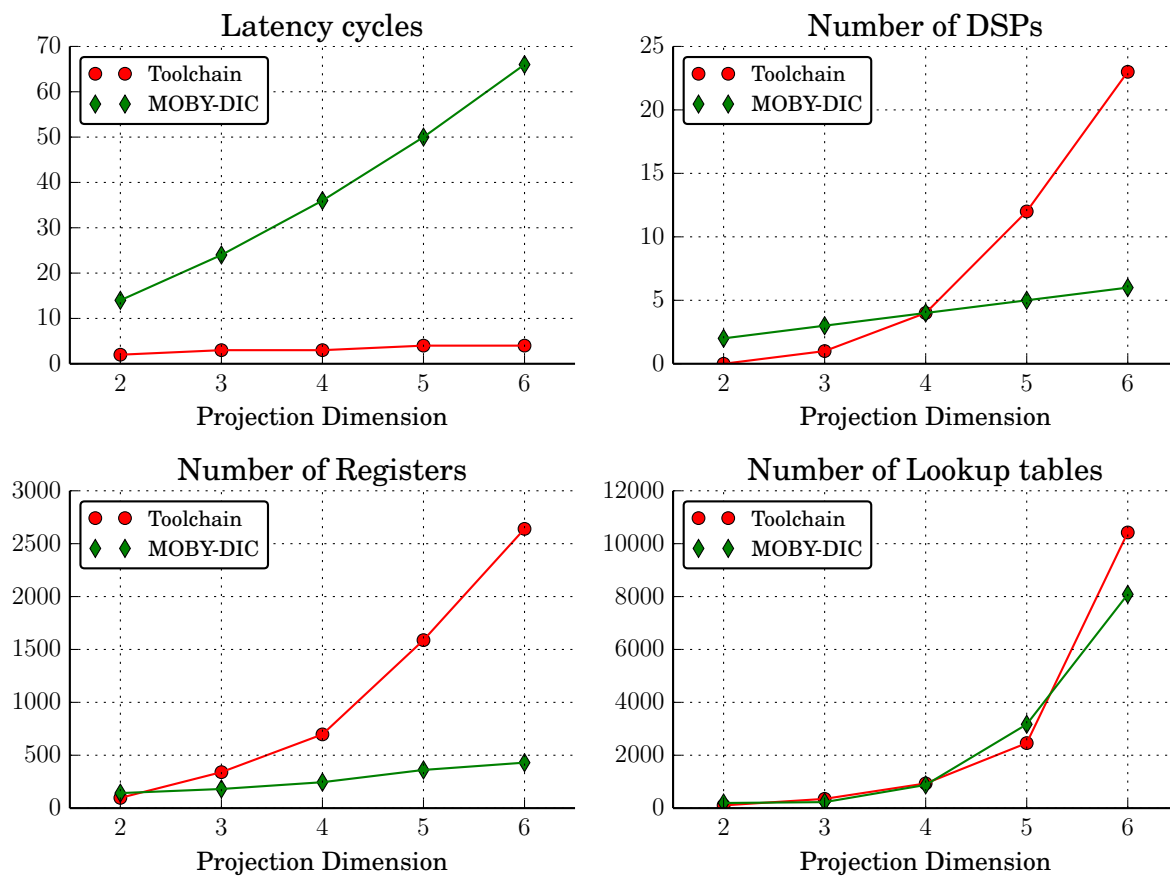 Latency cycles
70
60
50
40
30
20
10
0
Toolchain
MOBY-DIC
2 3 4 5 6
Projection Dimension
Number of DSPs
25
20
15
10
5
0
Toolchain
MOBY-DIC
2 3 4 5 6
Projection Dimension
Number of Registers
3000
2500
2000
1500
1000
500
0
Toolchain
MOBY-DIC
2 3 4 5 6
Projection Dimension
Number of Lookup tables
12000
10000
8000
6000
4000
2000
0
Toolchain
MOBY-DIC
2 3 4 5 6
Projection Dimension